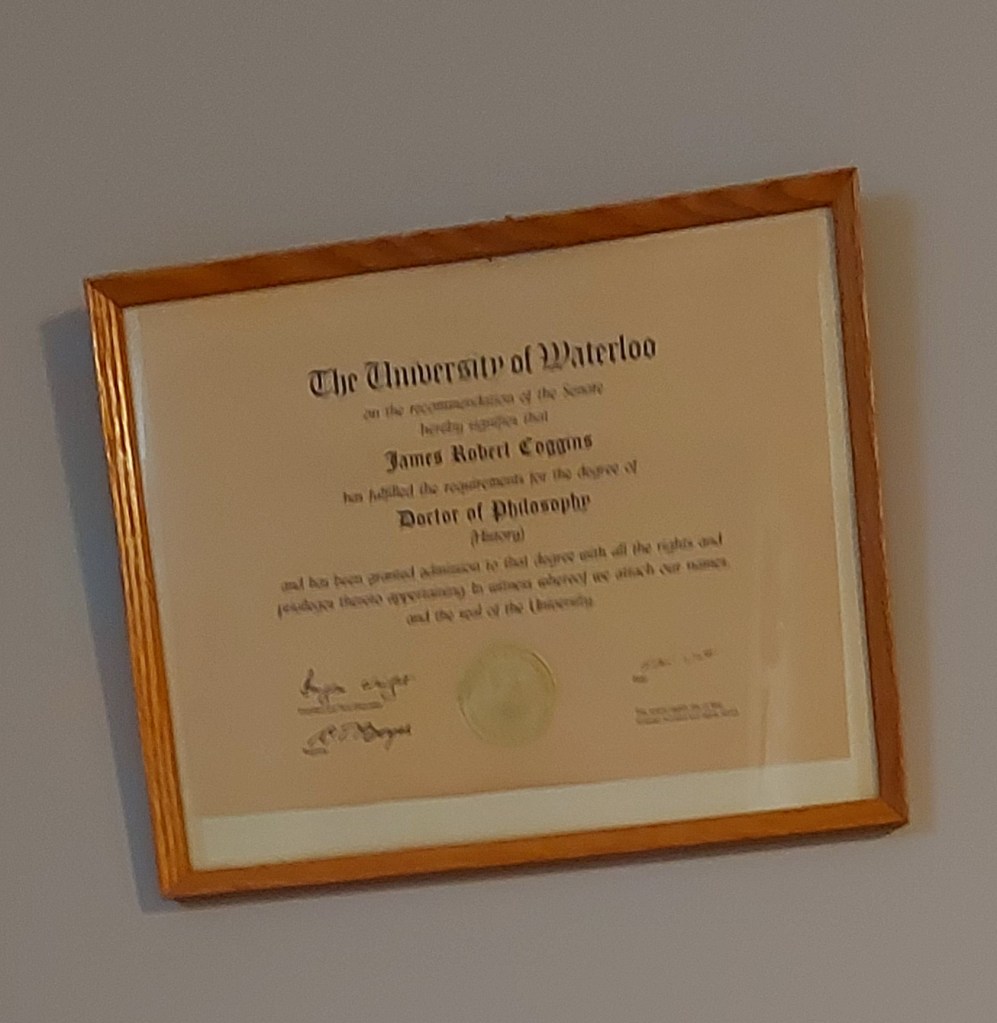 The University of Waterloo
on the recommendation of the Senate
hereby signifies that
James Robert Coggins
has fulfilled the requirements for the degree of
Doctor of Philosophy
(History)
and has been granted admission to that degree with all the rights and
privileges thereto appertaining In witness whereof we attach our names
and the seal of the University.